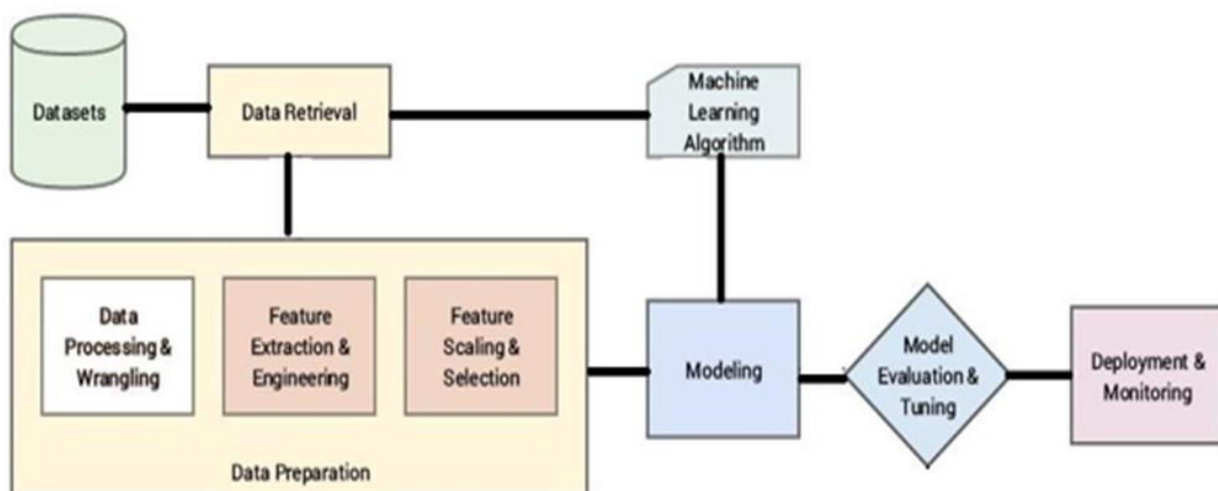 Datasets
Data Retrieval
Machine
Learning
Algorithm
Data
Processing &
Wrangling
Feature
Extraction &
Engineering
Feature
Scaling &
Selection
Data Preparation
Modeling
Model
Evaluation &
Tuning
Deployment &
Monitoring